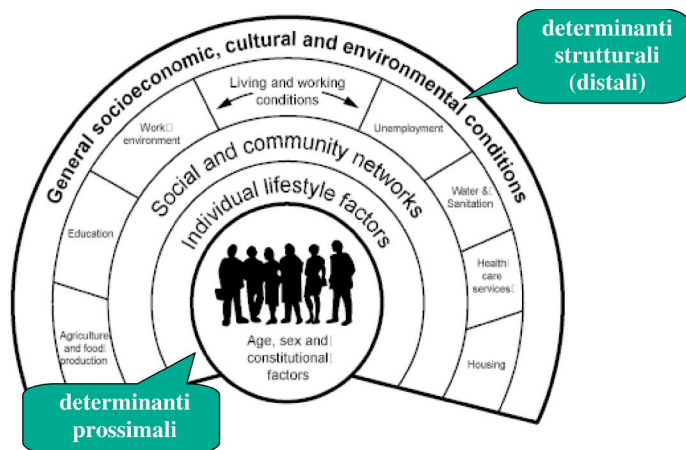 determinanti
strutturali
(distali)
General socioeconomic, cultural and environmental conditions
Living and working
conditions
Work
environment
Unemployment
Education
Water &
Sanitation
Agriculture
and food
production
Health
care
services
Housing
Social and community networks
Individual lifestyle factors
Age, sex and
constitutional
factors
determinanti
prossimali